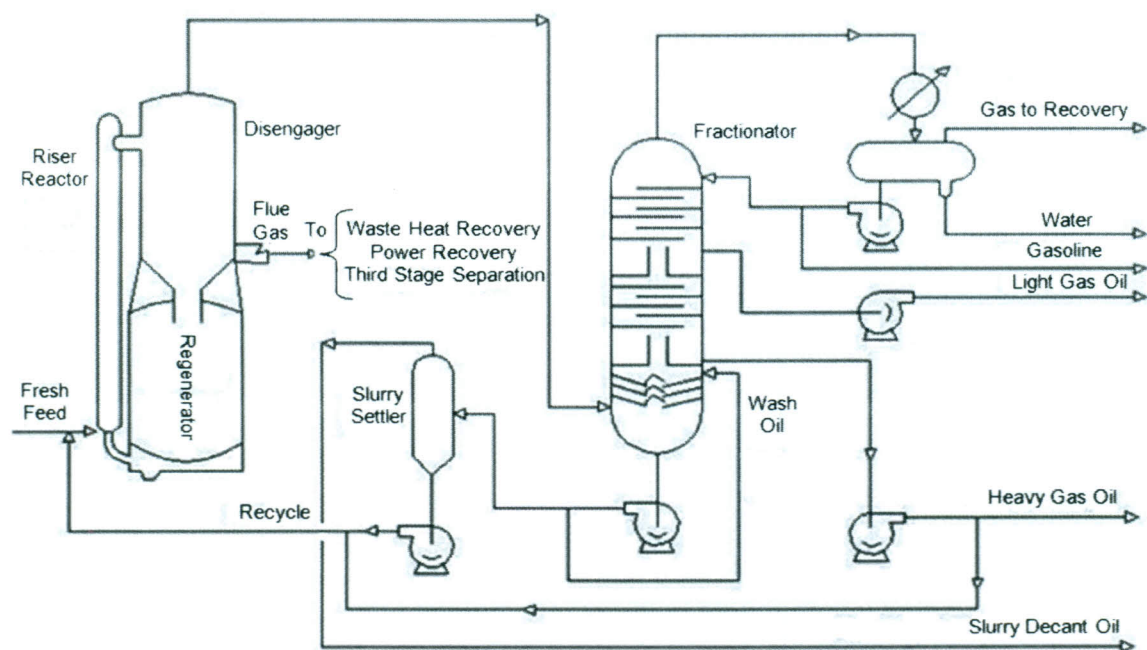 Disengager
Riser
Reactor
Flue
Gas
To
Waste Heat Recovery
Power Recovery
Third Stage Separation
Regenerator
Fresh
Feed
Slurry
Settler
Recycle
Fractionator
Wash
Oil
Gas to Recovery
Water
Gasoline
Light Gas Oil
Heavy Gas Oil
Slurry Decant Oil